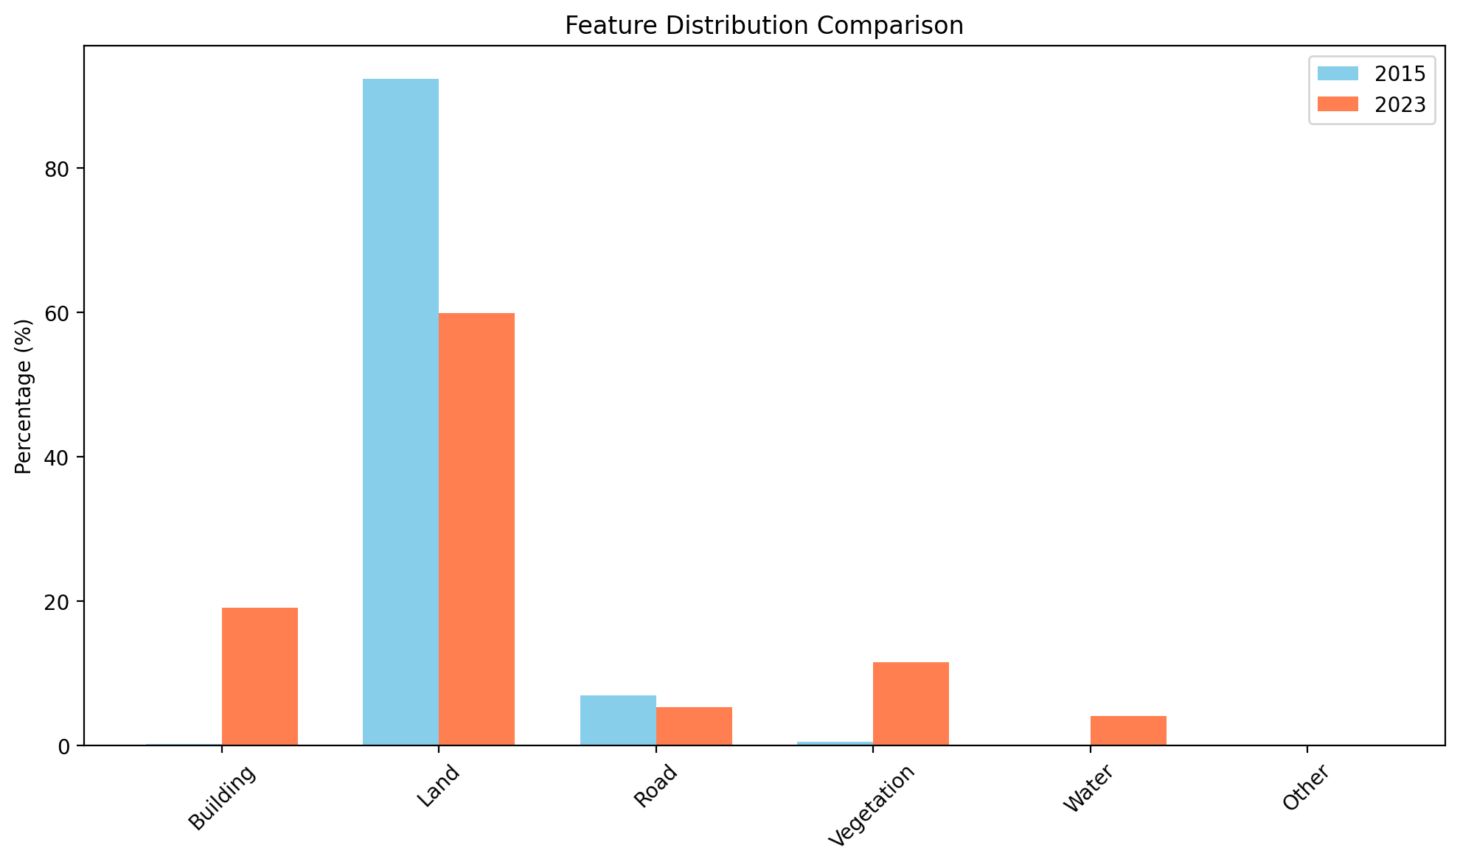 Feature Distribution Comparison
2015
2023
Percentage (%)
80
60
40
20
0
Building
Land
Road
Vegetation
Water
Other